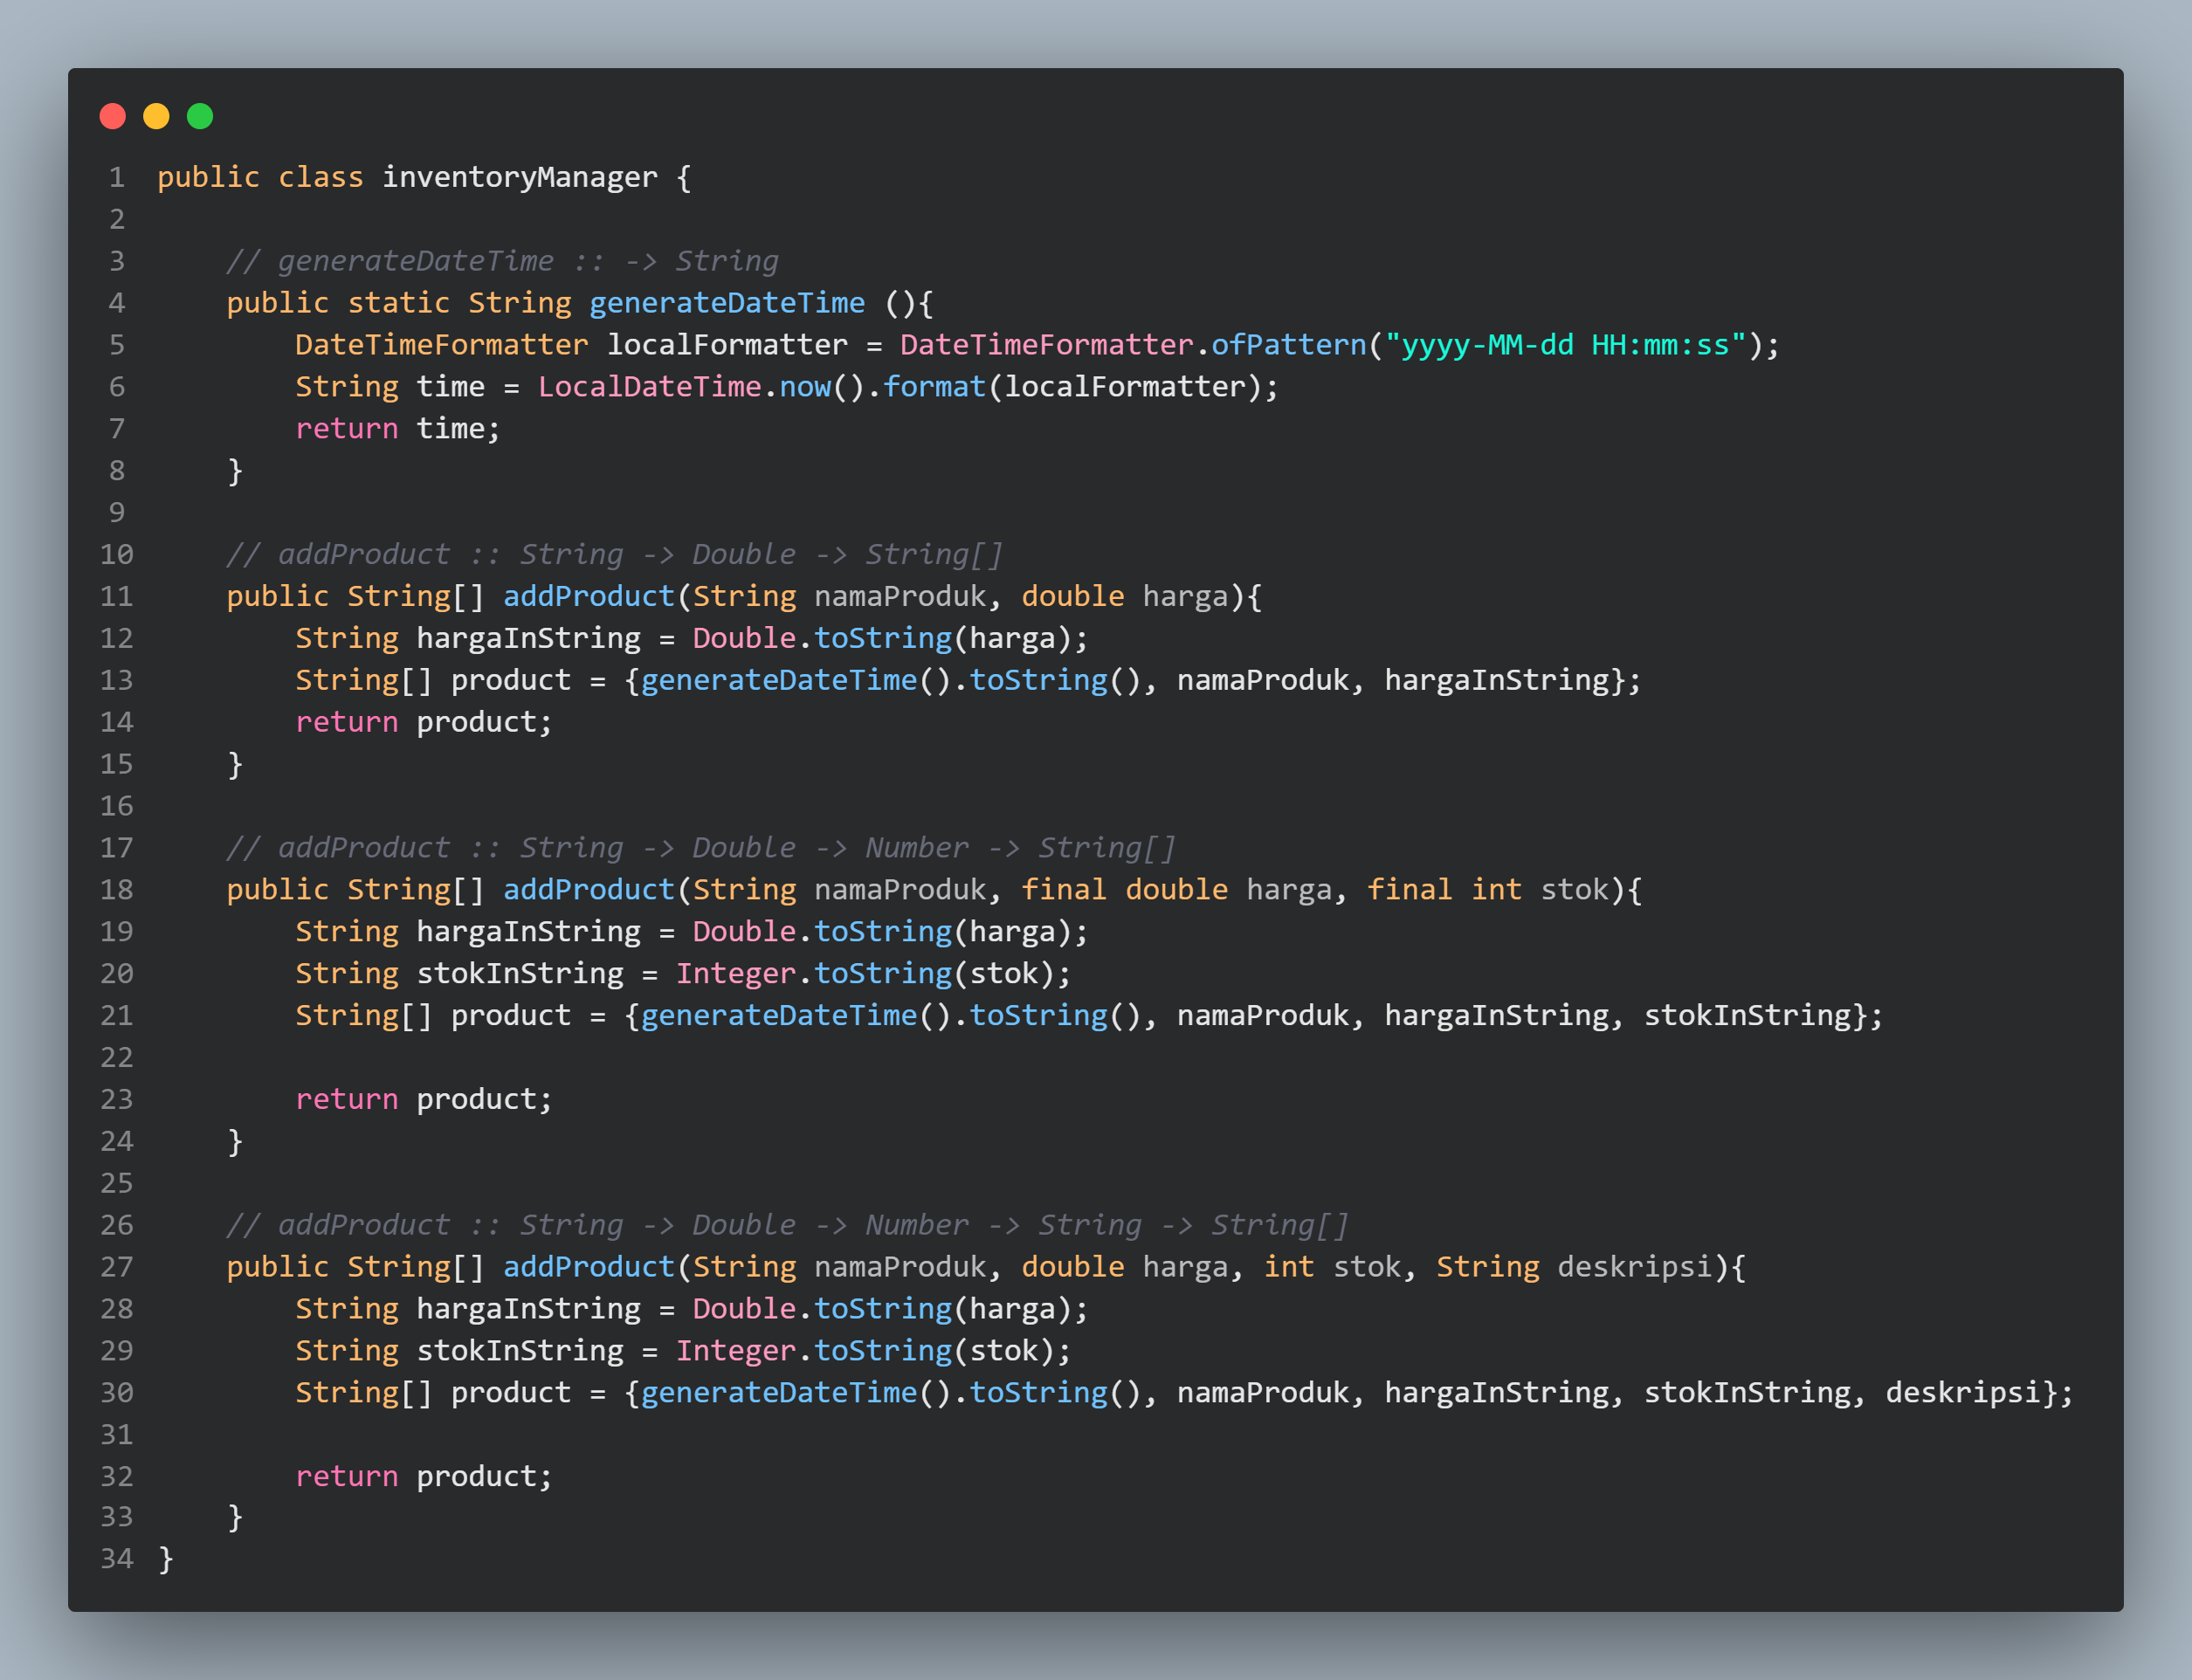 1 public class inventoryManager {
2
3     // generateDateTime :: -> String
4     public static String generateDateTime (){
5         DateTimeFormatter localFormatter = DateTimeFormatter.ofPattern("yyyy-MM-dd HH:mm:ss");
6         String time = LocalDateTime.now().format(localFormatter);
7         return time;
8     }
9
10     // addProduct :: String -> Double -> String[]
11     public String[] addProduct(String namaProduk, double harga){
12         String hargaInString = Double.toString(harga);
13         String[] product = {generateDateTime().toString(), namaProduk, hargaInString};
14         return product;
15     }
16
17     // addProduct :: String -> Double -> Number -> String[]
18     public String[] addProduct(String namaProduk, final double harga, final int stok){
19         String hargaInString = Double.toString(harga);
20         String stokInString = Integer.toString(stok);
21         String[] product = {generateDateTime().toString(), namaProduk, hargaInString, stokInString};
22
23         return product;
24     }
25
26     // addProduct :: String -> Double -> Number -> String -> String[]
27     public String[] addProduct(String namaProduk, double harga, int stok, String deskripsi){
28         String hargaInString = Double.toString(harga);
29         String stokInString = Integer.toString(stok);
30         String[] product = {generateDateTime().toString(), namaProduk, hargaInString, stokInString, deskripsi};
31
32         return product;
33     }
34 }